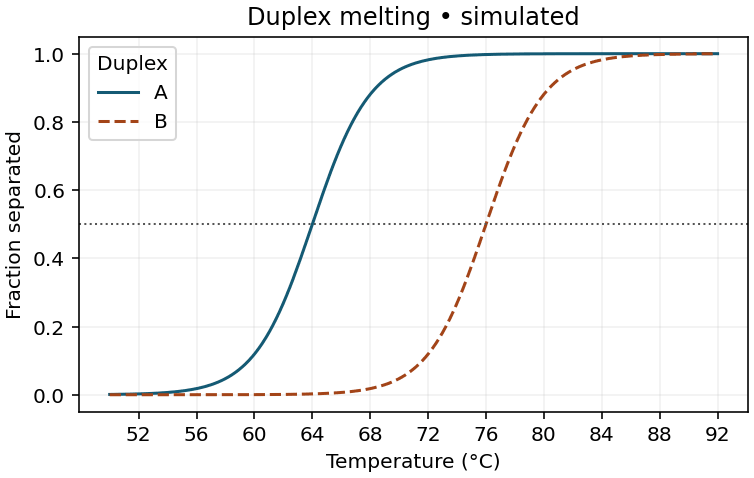 Duplex melting • simulated
Duplex
A
B
Fraction separated
1.0
0.8
0.6
0.4
0.2
0.0
52 56 60 64 68 72 76 80 84 88 92
Temperature (°C)